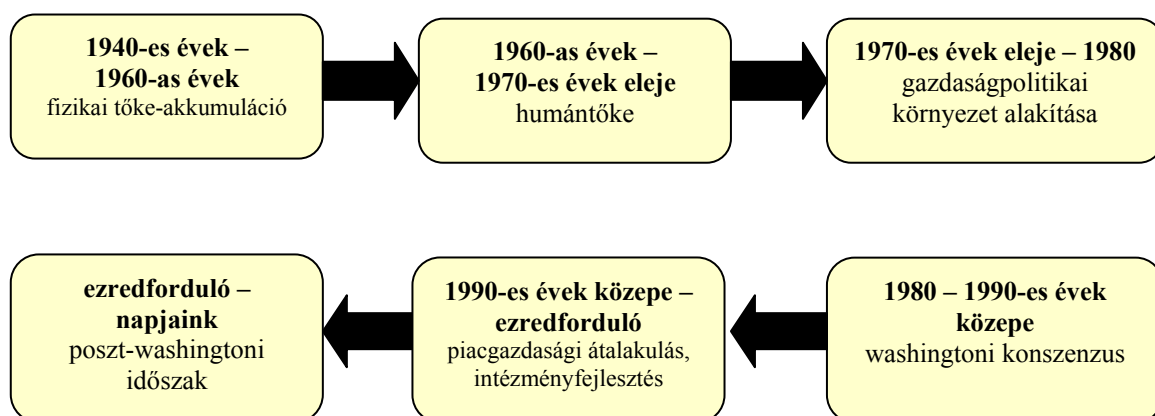 1940-es évek –
1960-as évek
fizikai tőke-akkumuláció
1960-as évek –
1970-es évek eleje
humántőke
1970-es évek eleje – 1980
gazdaságpolitikai
környezet alakítása
1980 – 1990-es évek
közepe
washingtoni konszenzus
1990-es évek közepe –
ezredforduló
piacgazdasági átalakulás,
intézményfejlesztés
ezredforduló –
napjaink
poszt-washingtoni
időszak